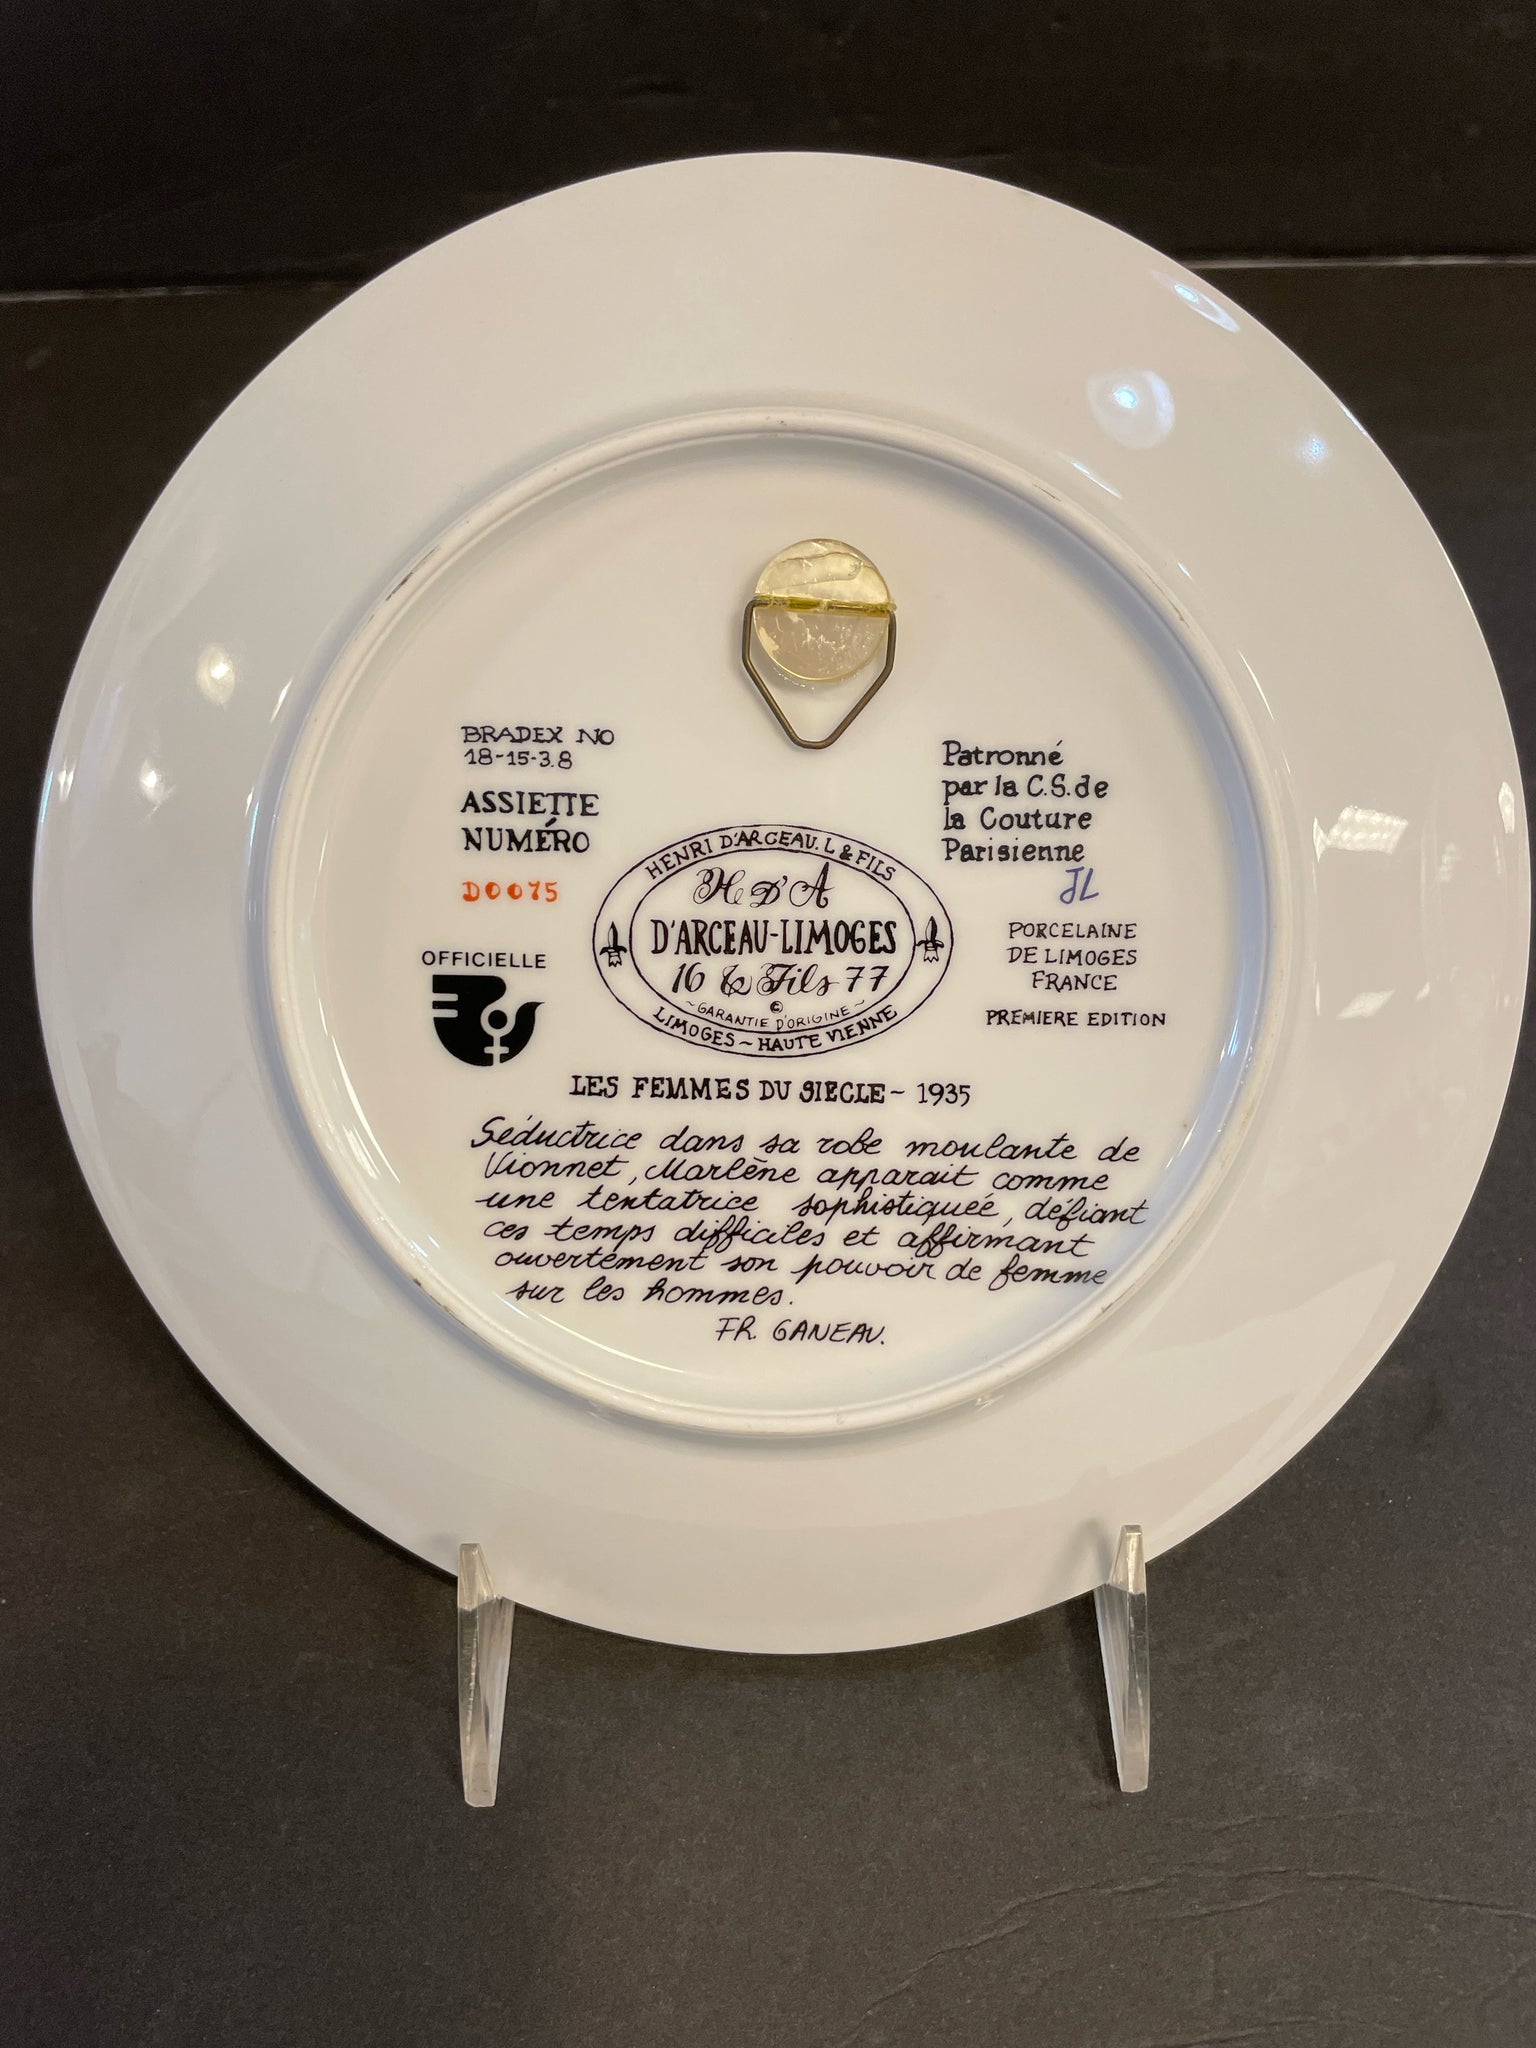 BRADEX NO
18-15-3.8
ASSIETTE
NUMÉRO
D0075
OFFICIELLE
Patronné
par la C.S. de
la Couture
Parisienne
JL
PORCELAINE
DE LIMOGES
FRANCE
PREMIERE EDITION
HENRI D'ARCEAU. L & FILS
H D'A
D'ARCEAU-LIMOGES
16 & Fils 77
©
~GARANTIE D'ORIGINE~
LIMOGES ~ HAUTE VIENNE
LES FEMMES DU SIECLE ~ 1935
Séductrice dans sa robe moulante de
Vionnet, Marlène apparait comme
une tentatrice sophistiquée, défiant
ces temps difficiles et affirmant
ouvertement son pouvoir de femme
sur les hommes.
FR. GANEAU.